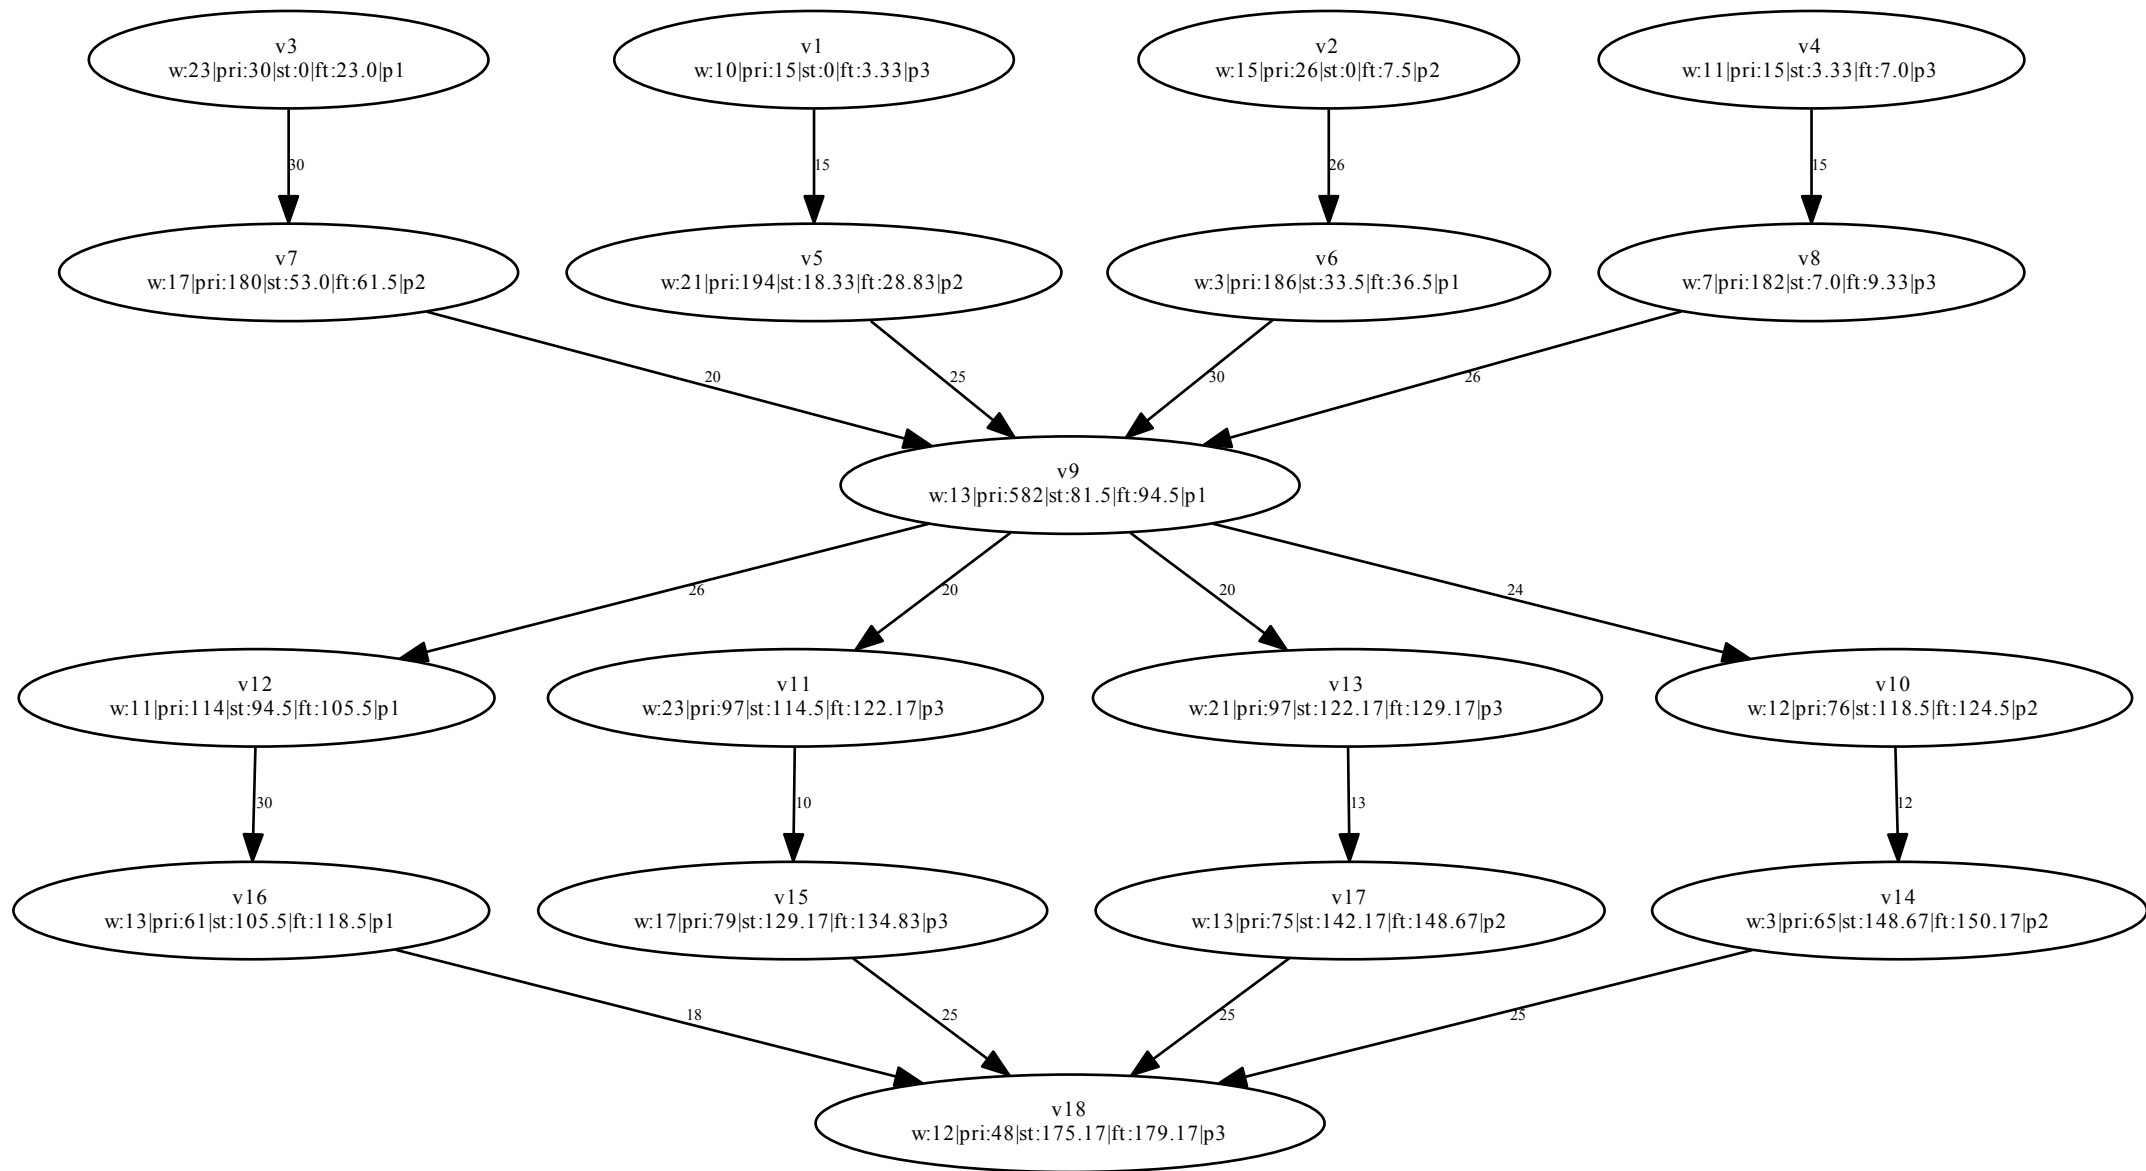 v3
w:23|pri:30|st:0|ft:23.0|p1
v1
w:10|pri:15|st:0|ft:3.33|p3
v2
w:15|pri:26|st:0|ft:7.5|p2
v4
w:11|pri:15|st:3.33|ft:7.0|p3
30
15
26
15
v7
w:17|pri:180|st:53.0|ft:61.5|p2
v5
w:21|pri:194|st:18.33|ft:28.83|p2
v6
w:3|pri:186|st:33.5|ft:36.5|p1
v8
w:7|pri:182|st:7.0|ft:9.33|p3
20
25
30
26
v9
w:13|pri:582|st:81.5|ft:94.5|p1
26
20
20
24
v12
w:11|pri:114|st:94.5|ft:105.5|p1
v11
w:23|pri:97|st:114.5|ft:122.17|p3
v13
w:21|pri:97|st:122.17|ft:129.17|p3
v10
w:12|pri:76|st:118.5|ft:124.5|p2
30
10
13
12
v16
w:13|pri:61|st:105.5|ft:118.5|p1
v15
w:17|pri:79|st:129.17|ft:134.83|p3
v17
w:13|pri:75|st:142.17|ft:148.67|p2
v14
w:3|pri:65|st:148.67|ft:150.17|p2
18
25
25
25
v18
w:12|pri:48|st:175.17|ft:179.17|p3